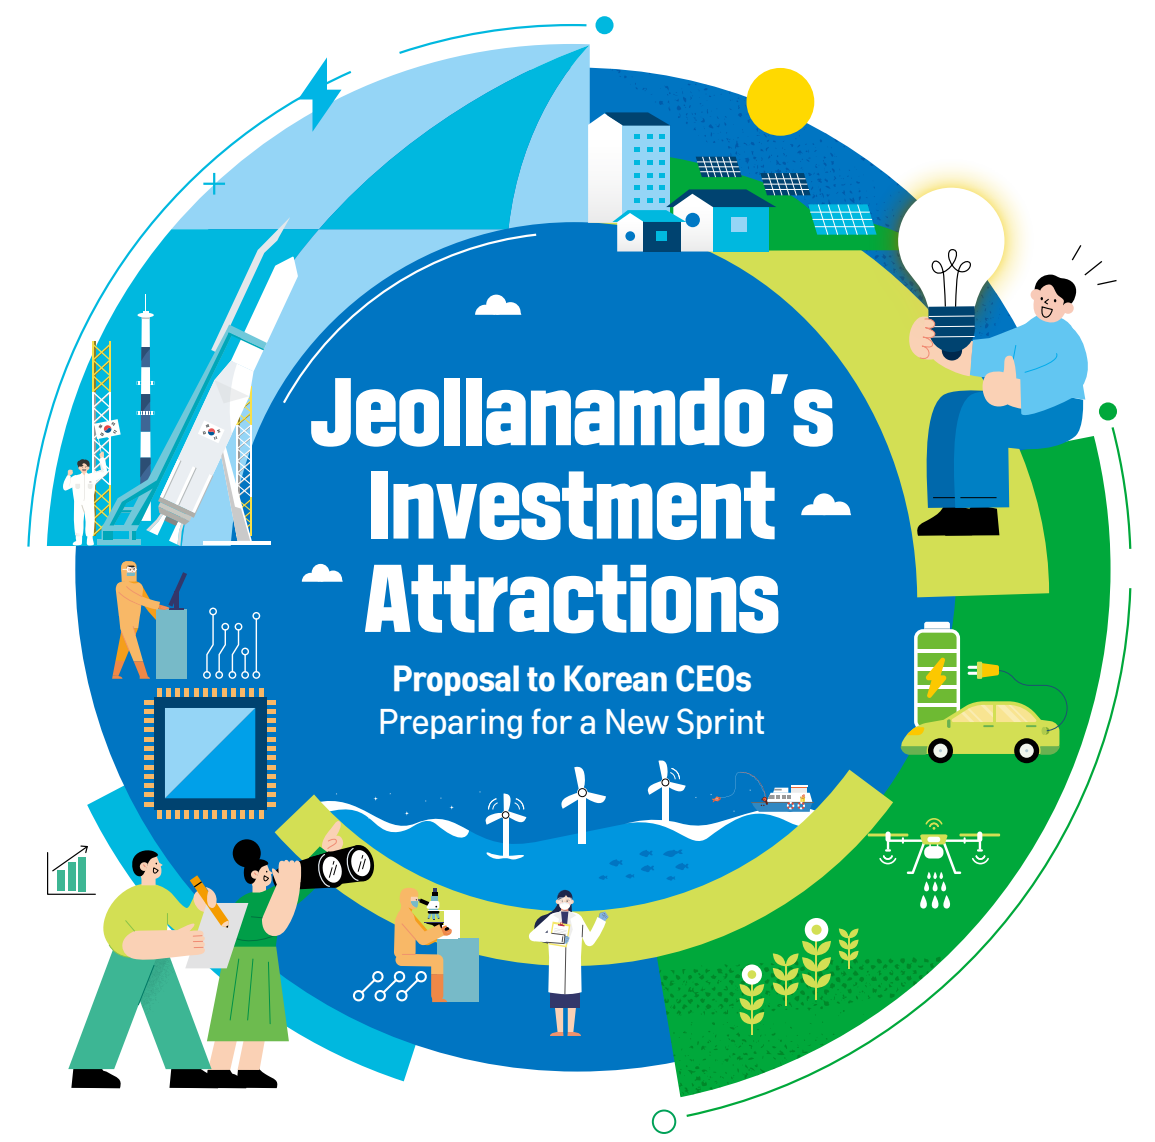 Jeollanamdo's
Investment
Attractions
Proposal to Korean CEOs
Preparing for a New Sprint